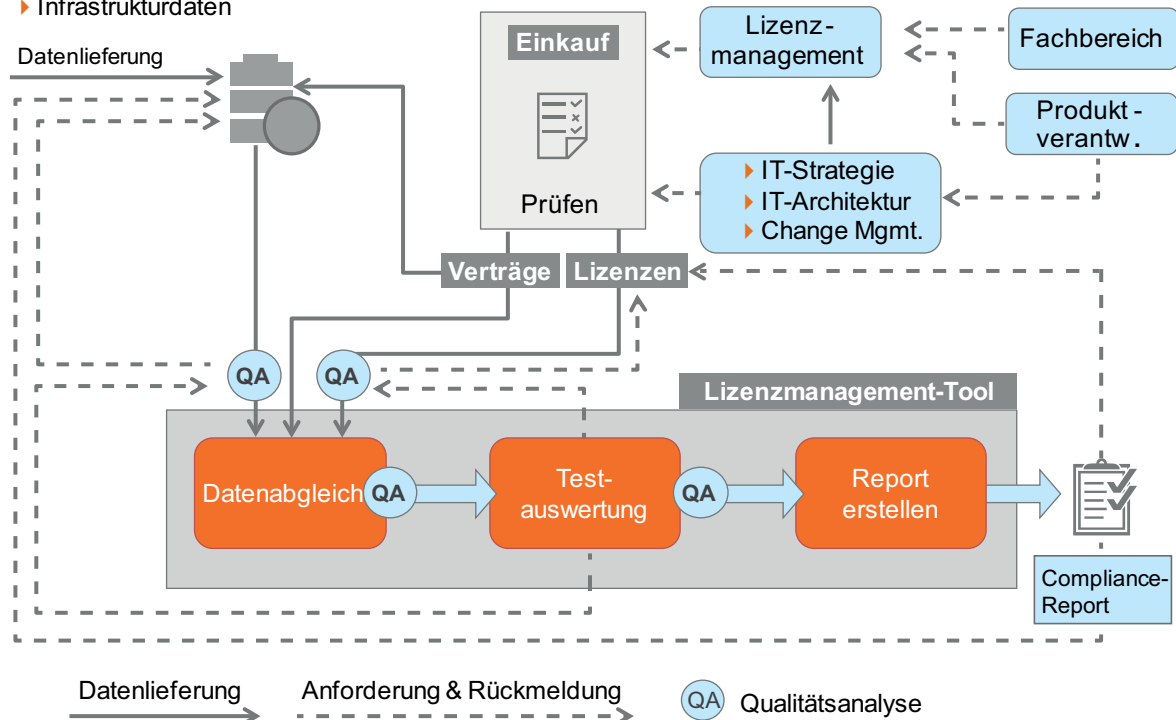 Infrastrukturdaten
Datenlieferung
Einkauf
Prüfen
Lizenz-
management
Fachbereich
Produkt-
verantw.
IT-Strategie
IT-Architektur
Change Mgmt.
Verträge
Lizenzen
QA
QA
Lizenzmanagement-Tool
Datenabgleich
QA
Test-
auswertung
QA
Report
erstellen
Compliance-
Report
Datenlieferung
Anforderung & Rückmeldung
QA
Qualitätsanalyse